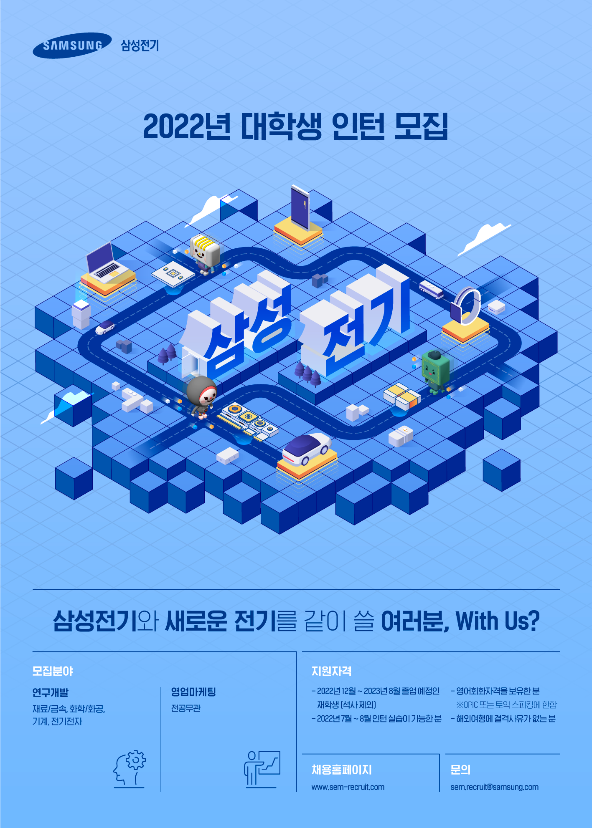 SAMSUNG 삼성전기
2022년 대학생 인턴 모집
삼성 전기
삼성전기와 새로운 전기를 같이 쓸 여러분, With Us?
모집분야
연구개발
재료/금속, 화학/화공,
기계, 전기전자
영업마케팅
전공무관
지원자격
- 2022년 12월 ~ 2023년 8월 졸업 예정인
재학생 (석사 제외)
- 2022년 7월 ~ 8월 인턴 실습이 가능한 분
- 영어회화자격을 보유한 분
※OPIC 또는 토익 스피킹에 한함
- 해외여행에 결격사유가 없는 분
채용홈페이지
www.sem-recruit.com
문의
sem.recruit@samsung.com